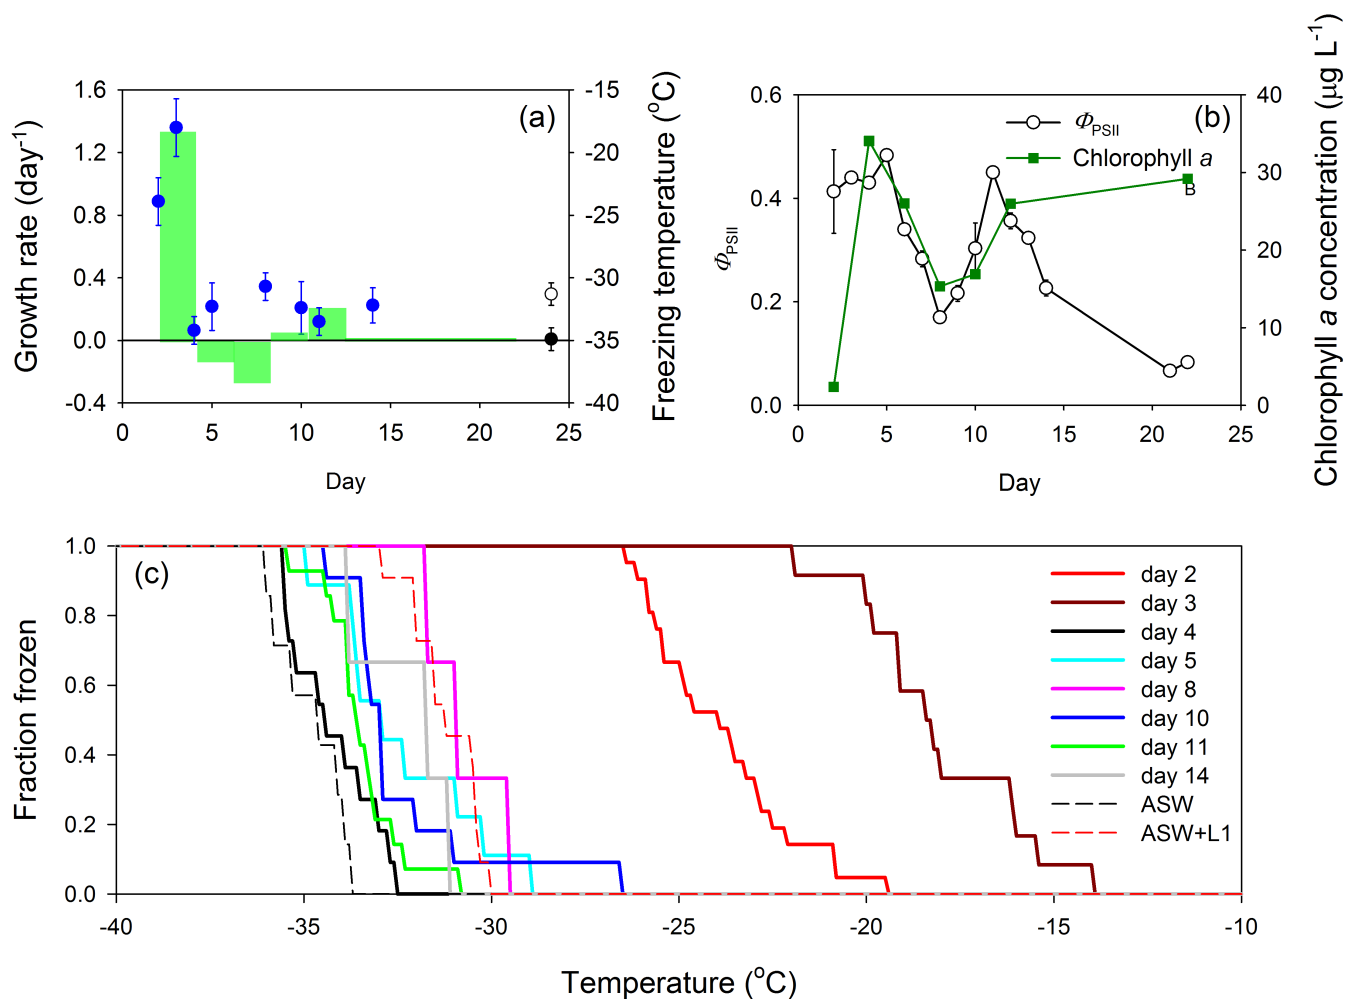 (a)
Growth rate (day-1)
1.6
1.2
0.8
0.4
0.0
-0.4
-15
-20
-25
-30
-35
-40
Freezing temperature (oC)
0 5 10 15 20 25
Day
(b)
ΦPSII
Chlorophyll a
B
ΦPSII
0.6
0.4
0.2
0.0
40
30
20
10
0
Chlorophyll a concentration (μg L-1)
0 5 10 15 20 25
Day
(c)
Fraction frozen
1.0
0.8
0.6
0.4
0.2
0.0
day 2
day 3
day 4
day 5
day 8
day 10
day 11
day 14
ASW
ASW+L1
-40 -35 -30 -25 -20 -15 -10
Temperature (oC)